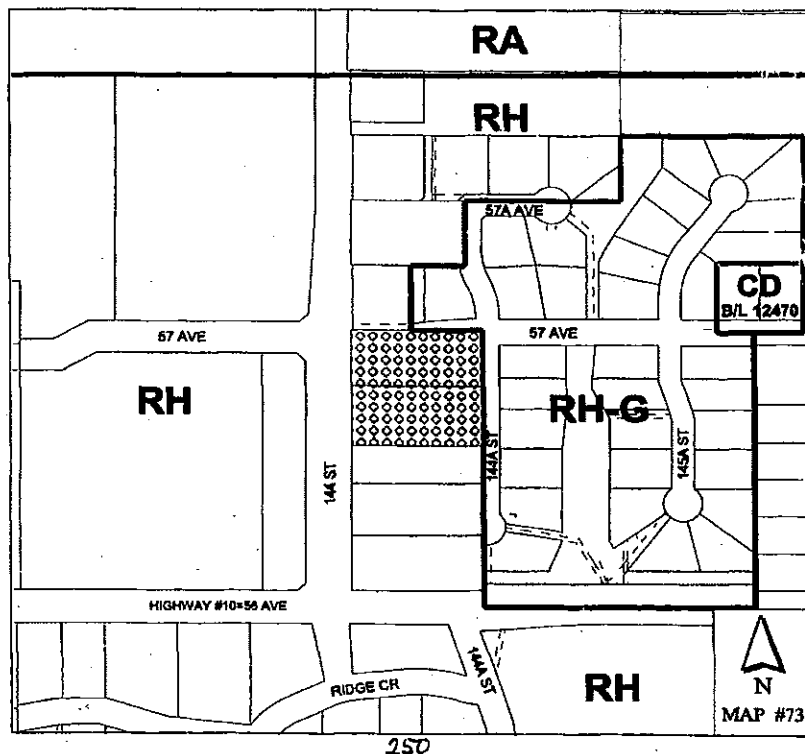 RA
RH
57A AVE
CD
B/L 12470
57 AVE
57 AVE
RH
RH-G
144 ST
144A ST
145A ST
HIGHWAY #10=56 AVE
144A ST
RIDGE CR
RH
N
MAP #73
250